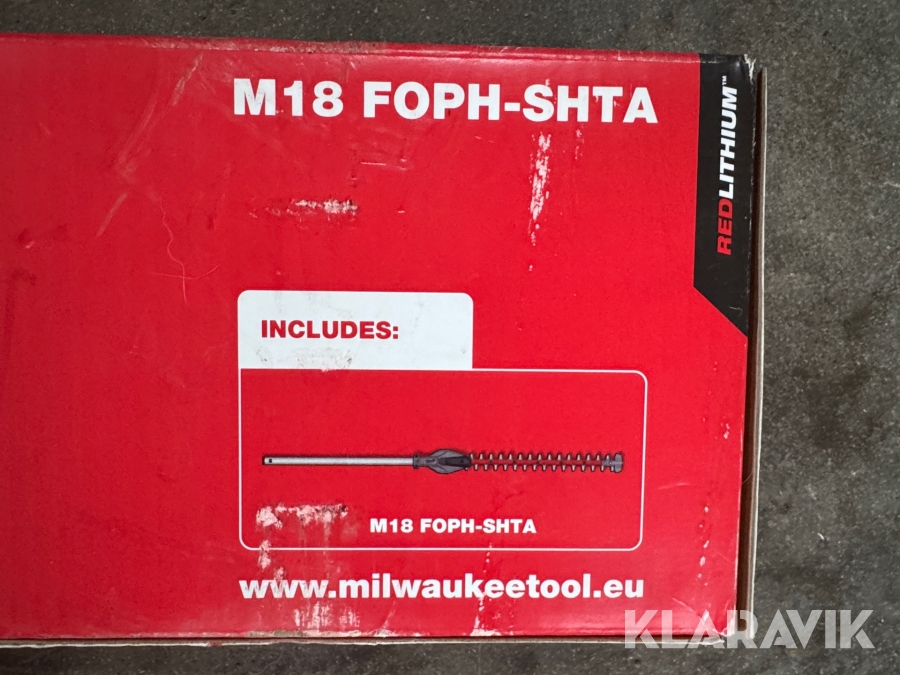 M18 FOPH-SHTA
REDLITHIUM™
INCLUDES:
M18 FOPH-SHTA
www.milwaukeetool.eu
KLARAVIK